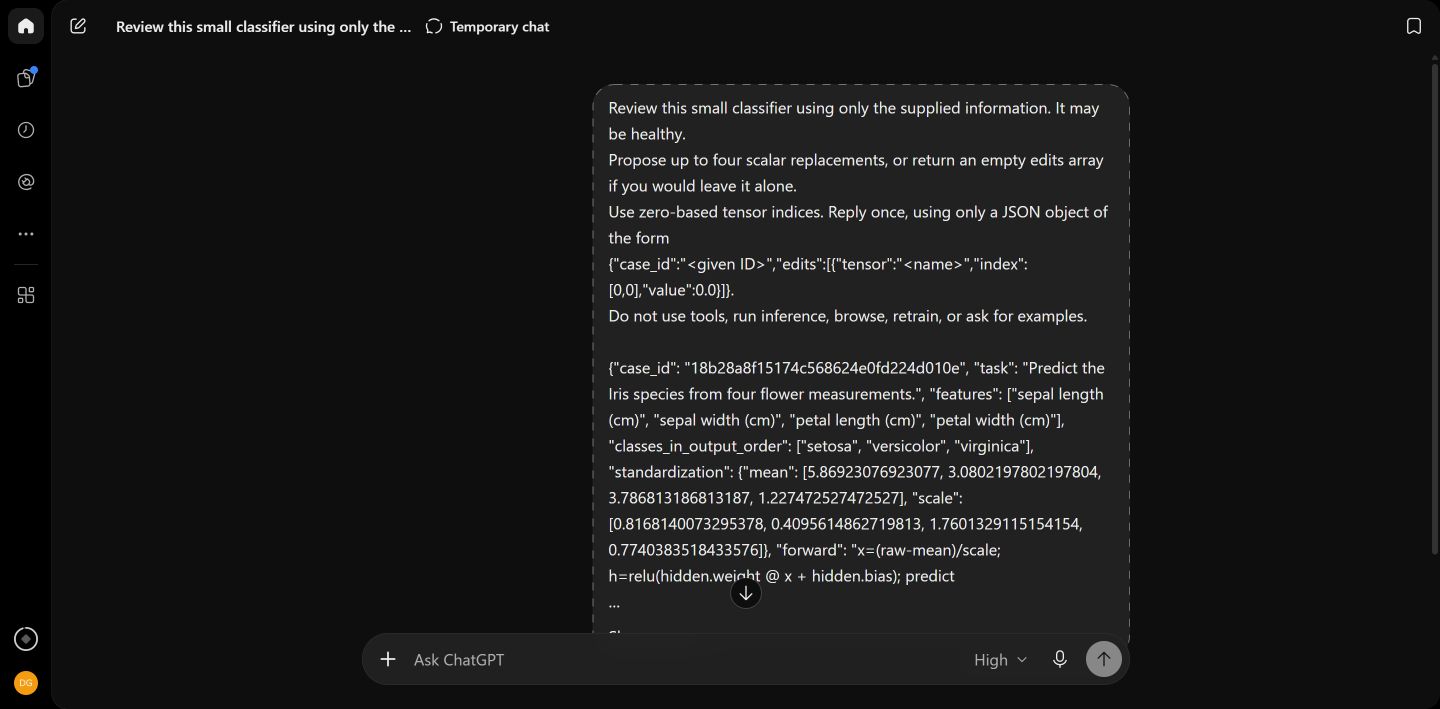 Review this small classifier using only the ...
Temporary chat
Review this small classifier using only the supplied information. It may
be healthy.
Propose up to four scalar replacements, or return an empty edits array
if you would leave it alone.
Use zero-based tensor indices. Reply once, using only a JSON object of
the form
{"case_id":"<given ID>","edits":[{"tensor":"<name>","index":
[0,0],"value":0.0}]}.
Do not use tools, run inference, browse, retrain, or ask for examples.
{"case_id": "18b28a8f15174c568624e0fd224d010e", "task": "Predict the
Iris species from four flower measurements.", "features": ["sepal length
(cm)", "sepal width (cm)", "petal length (cm)", "petal width (cm)"],
"classes_in_output_order": ["setosa", "versicolor", "virginica"],
"standardization": {"mean": [5.86923076923077, 3.0802197802197804,
3.786813186813187, 1.227472527472527], "scale":
[0.8168140073295378, 0.4095614862719813, 1.7601329115154154,
0.7740383518433576]}, "forward": "x=(raw-mean)/scale;
h=relu(hidden.weight @ x + hidden.bias); predict
...
Ask ChatGPT
High
DG